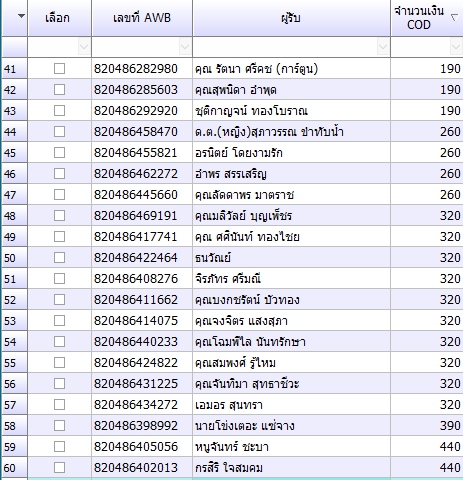 เลือก เลขที่ AWB ผู้รับ จำนวนเงิน COD
41 820486282980 คุณ รัตนา ศรีคช (การ์ตูน) 190
42 820486285603 คุณสุพนิดา อำพุด 190
43 820486292920 ชุติกาญจน์ ทองโบราณ 190
44 820486458470 ด.ต.(หญิง)สุภาวรรณ ขำทับน้ำ 260
45 820486455821 อรนิตย์ โดยงามรัก 260
46 820486462272 อำพร สรรเสริญ 260
47 820486445660 คุณลัดดาพร มาตราช 260
48 820486469191 คุณมลิวัลย์ บุญเพ็ชร 320
49 820486417741 คุณ ศศินันท์ ทองไชย 320
50 820486422464 ธนวัณย์ 320
51 820486408276 จิรภัทร ศรีมณี 320
52 820486411662 คุณบงกชรัตน์ บัวทอง 320
53 820486414075 คุณจงจิตร แสงสุภา 320
54 820486440233 คุณโฉมพิไล นันทรักษา 320
55 820486424822 คุณสมพงศ์ รู้ไหม 320
56 820486431225 คุณจันทิมา สุทธาชีวะ 320
57 820486434272 เอมอร สุนทรา 320
58 820486398992 นายโข่งเตอะ แซ่จาง 390
59 820486405056 หนูจันทร์ ชะบา 440
60 820486402013 กรสิริ ใจสมคม 440